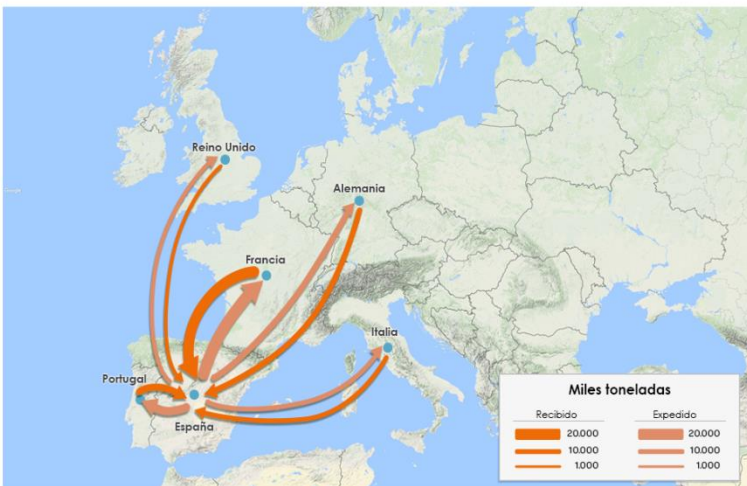 Reino Unido
Alemania
Francia
Italia
Portugal
España
Google
Miles toneladas
Recibido Expedido
20.000 20.000
10.000 10.000
1.000 1.000